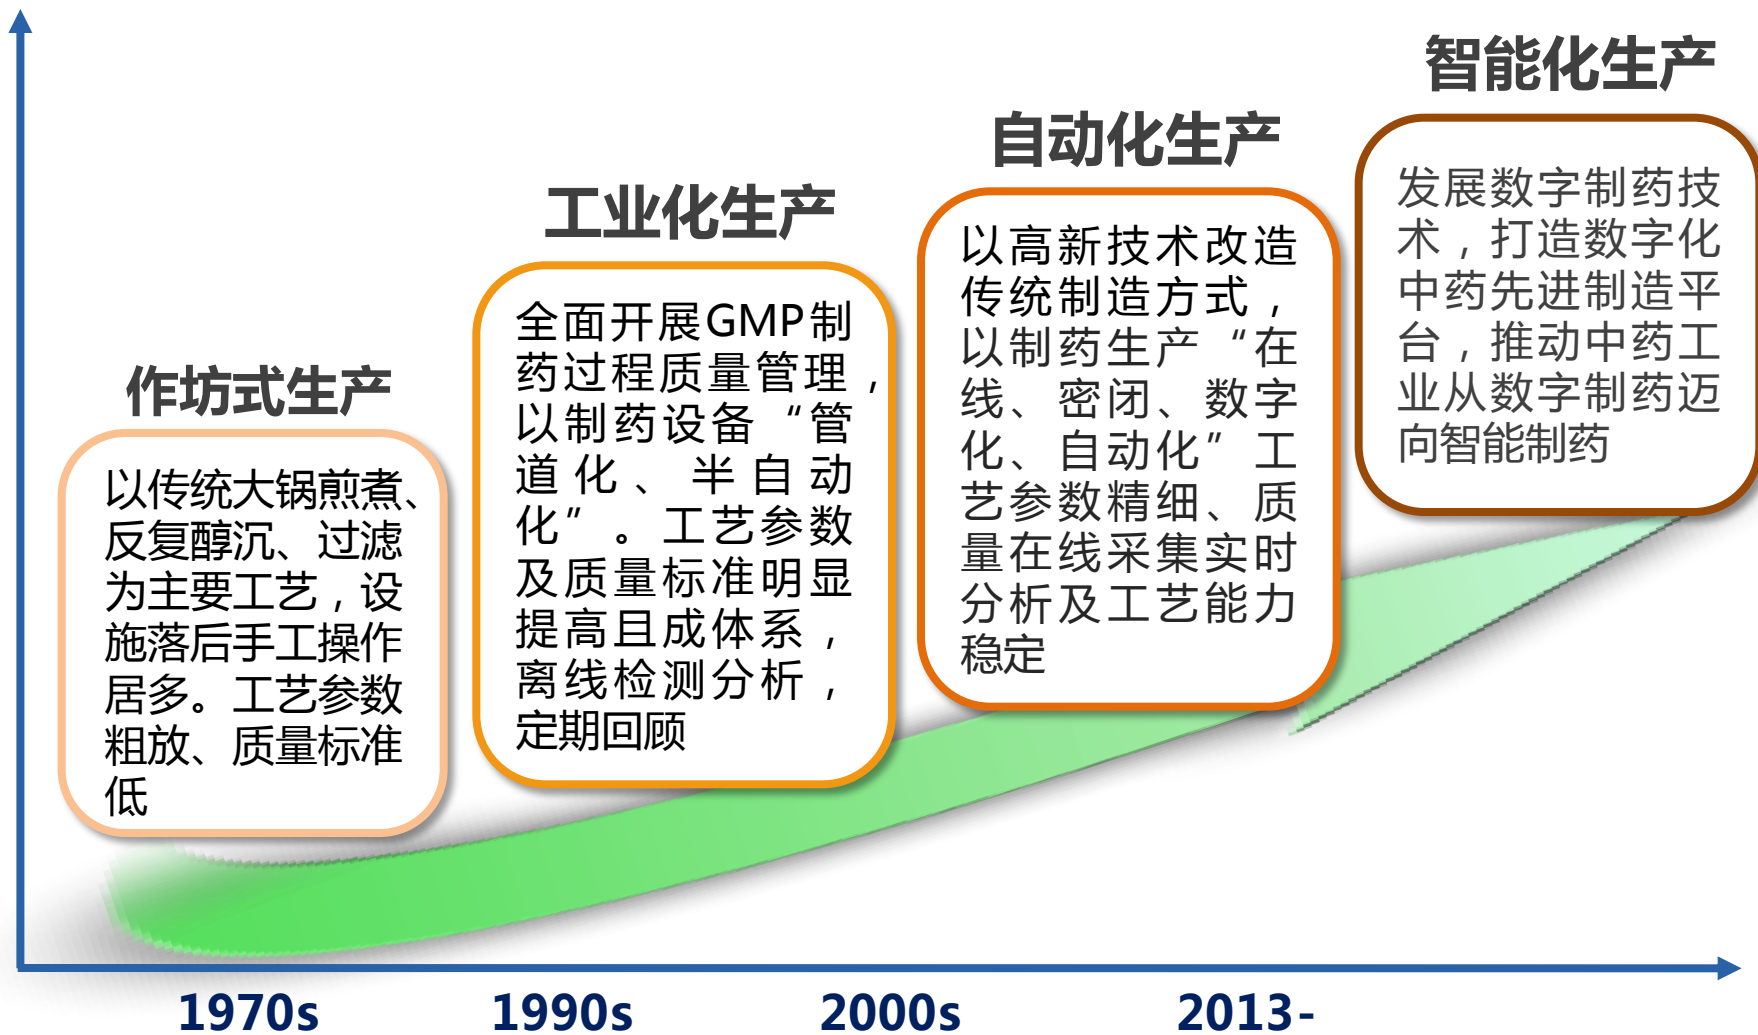 作坊式生产
以传统大锅煎煮、
反复醇沉、过滤
为主要工艺，设
施落后手工操作
居多。工艺参数
粗放、质量标准
低
工业化生产
全面开展GMP制
药过程质量管理，
以制药设备“管
道化、半自动
化”。工艺参数
及质量标准明显
提高且成体系，
离线检测分析，
定期回顾
自动化生产
以高新技术改造
传统制造方式，
以制药生产“在
线、密闭、数字
化、自动化”工
艺参数精细、质
量在线采集实时
分析及工艺能力
稳定
智能化生产
发展数字制药技
术，打造数字化
中药先进制造平
台，推动中药工
业从数字制药迈
向智能制药
1970s
1990s
2000s
2013-